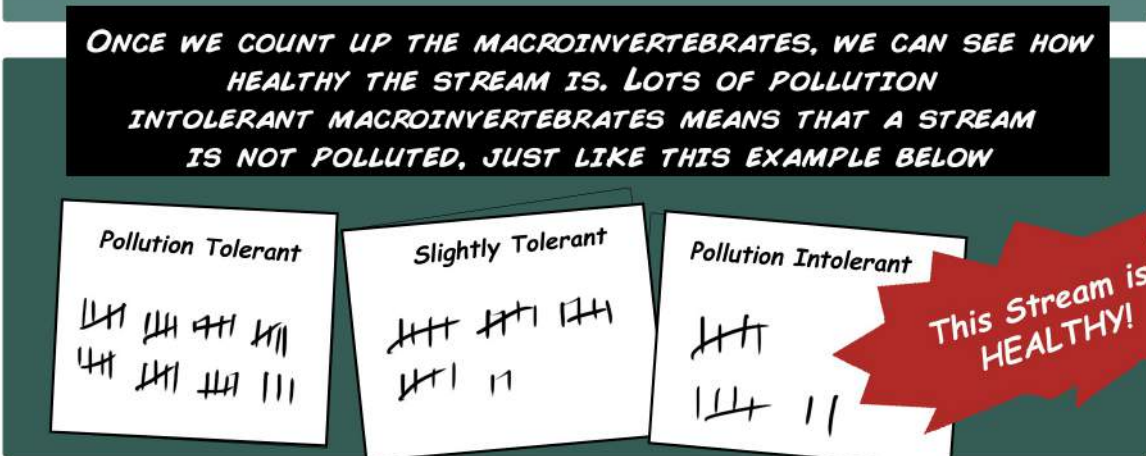 ONCE WE COUNT UP THE MACROINVERTEBRATES, WE CAN SEE HOW
HEALTHY THE STREAM IS. LOTS OF POLLUTION
INTOLERANT MACROINVERTEBRATES MEANS THAT A STREAM
IS NOT POLLUTED, JUST LIKE THIS EXAMPLE BELOW
Pollution Tolerant
Slightly Tolerant
Pollution Intolerant
This Stream is
HEALTHY!